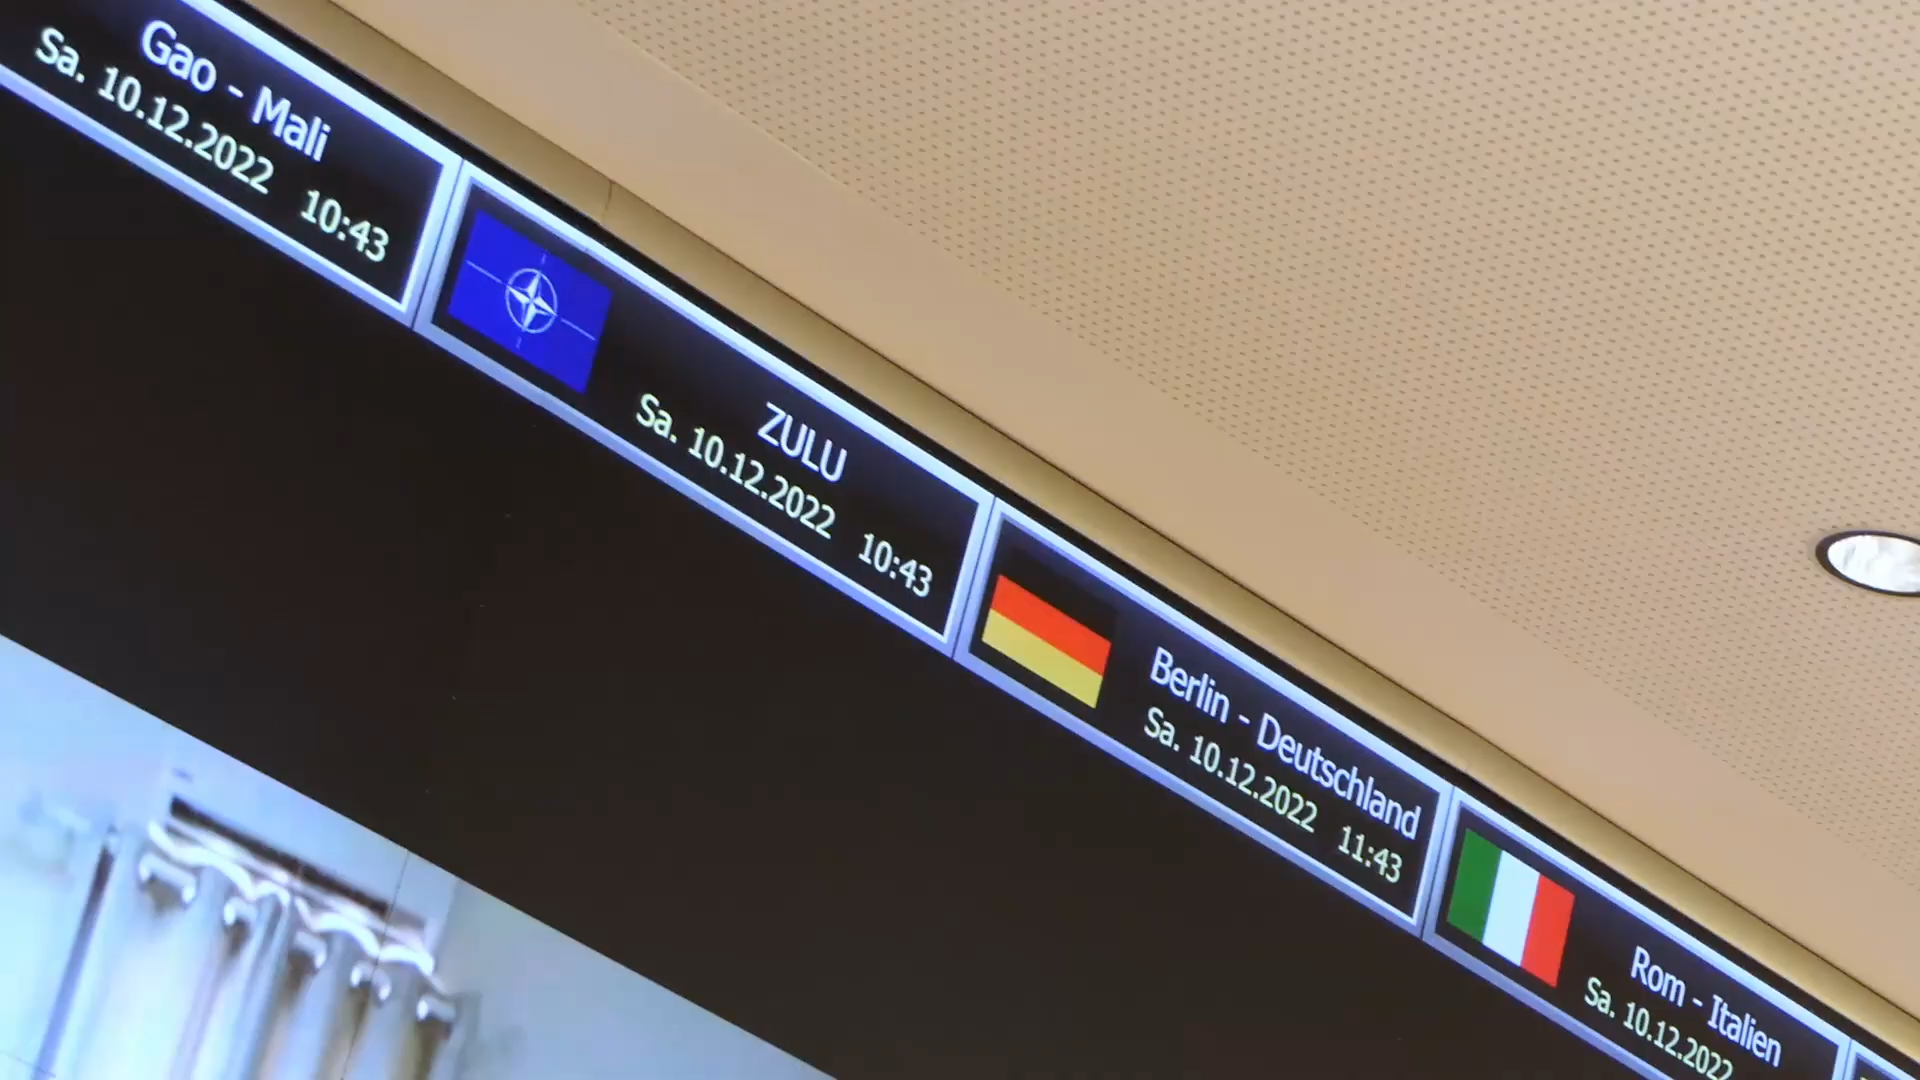 Gao - Mali
Sa. 10.12.2022 10:43
ZULU
Sa. 10.12.2022 10:43
Berlin - Deutschland
Sa. 10.12.2022 11:43
Rom - Italien
Sa. 10.12.2022